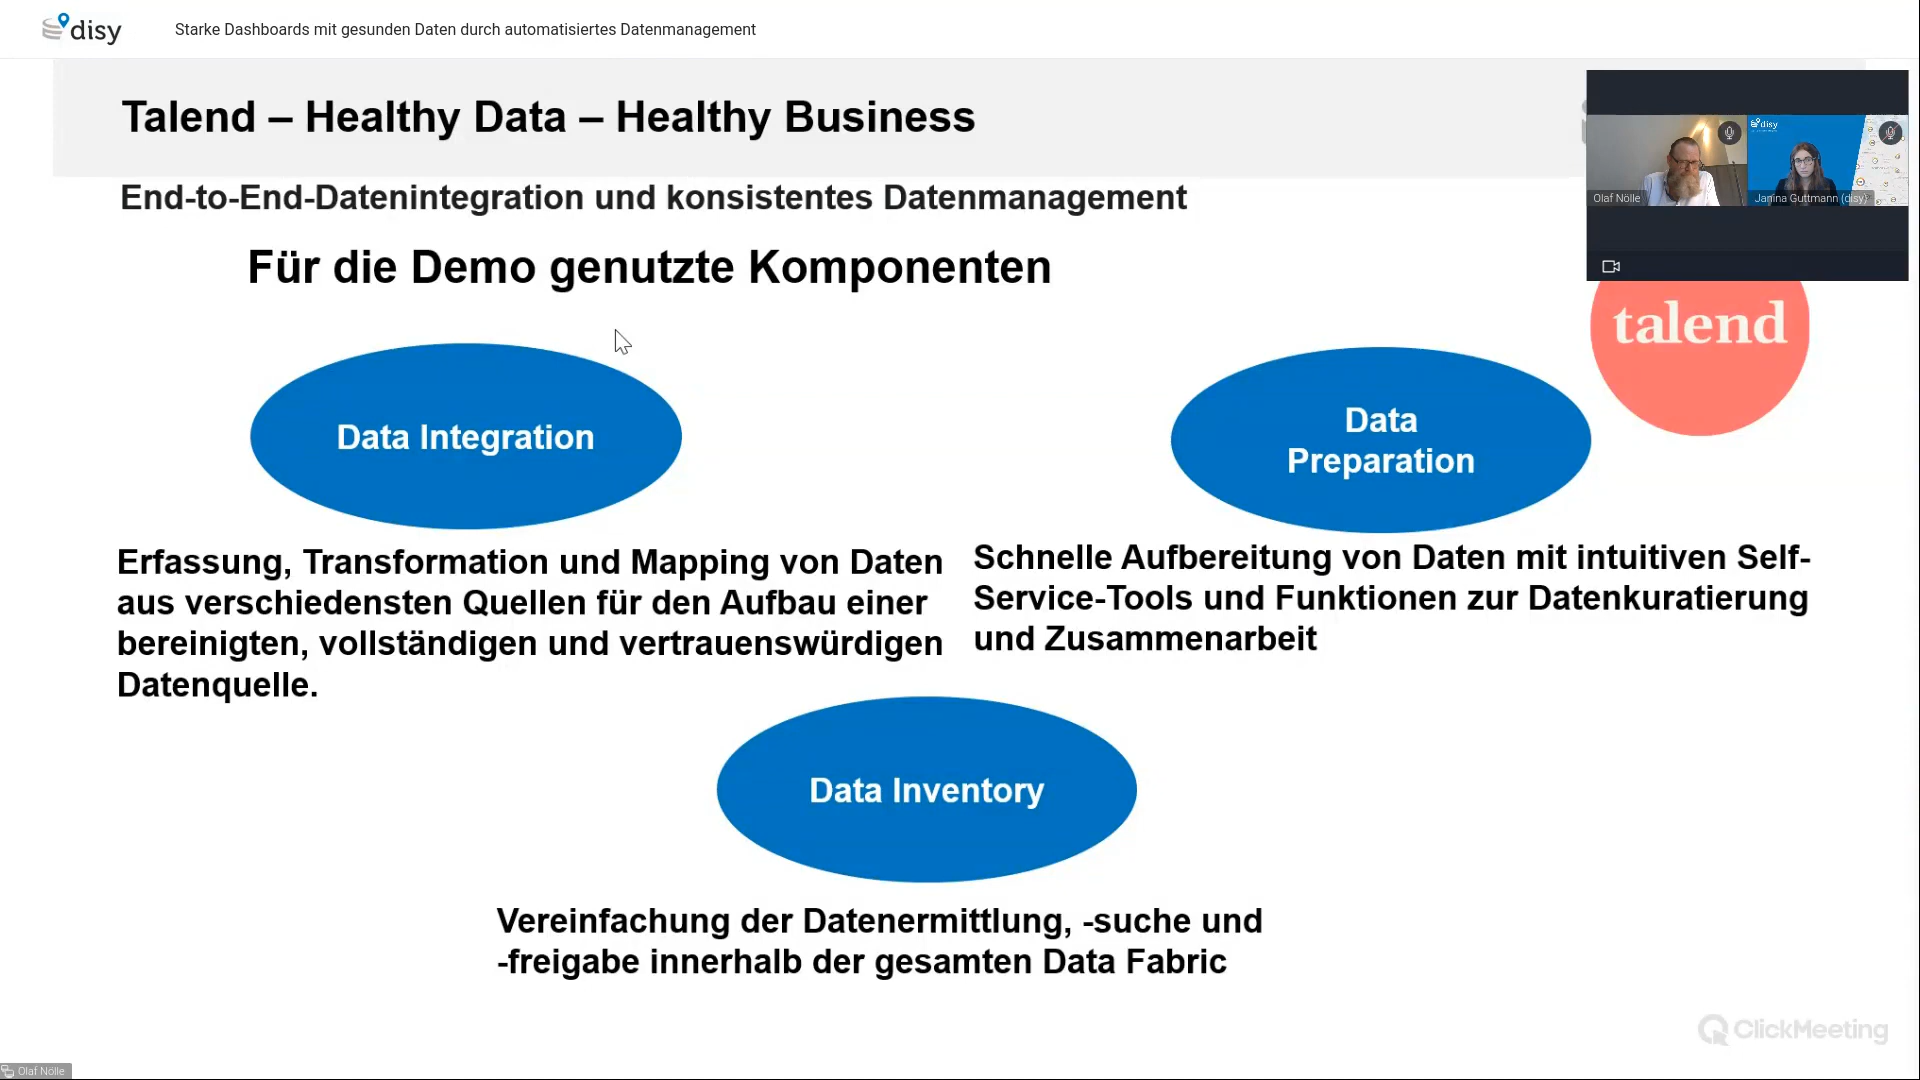 disy
Starke Dashboards mit gesunden Daten durch automatisiertes Datenmanagement
Talend – Healthy Data – Healthy Business
End-to-End-Datenintegration und konsistentes Datenmanagement
Für die Demo genutzte Komponenten
disy
Olaf Nölle
Janina Guttmann (disy)
talend
Data Integration
Data
Preparation
Erfassung, Transformation und Mapping von Daten
aus verschiedensten Quellen für den Aufbau einer
bereinigten, vollständigen und vertrauenswürdigen
Datenquelle.
Schnelle Aufbereitung von Daten mit intuitiven Self-
Service-Tools und Funktionen zur Datenkuratierung
und Zusammenarbeit
Data Inventory
Vereinfachung der Datenermittlung, -suche und
-freigabe innerhalb der gesamten Data Fabric
ClickMeeting
Olaf Nölle